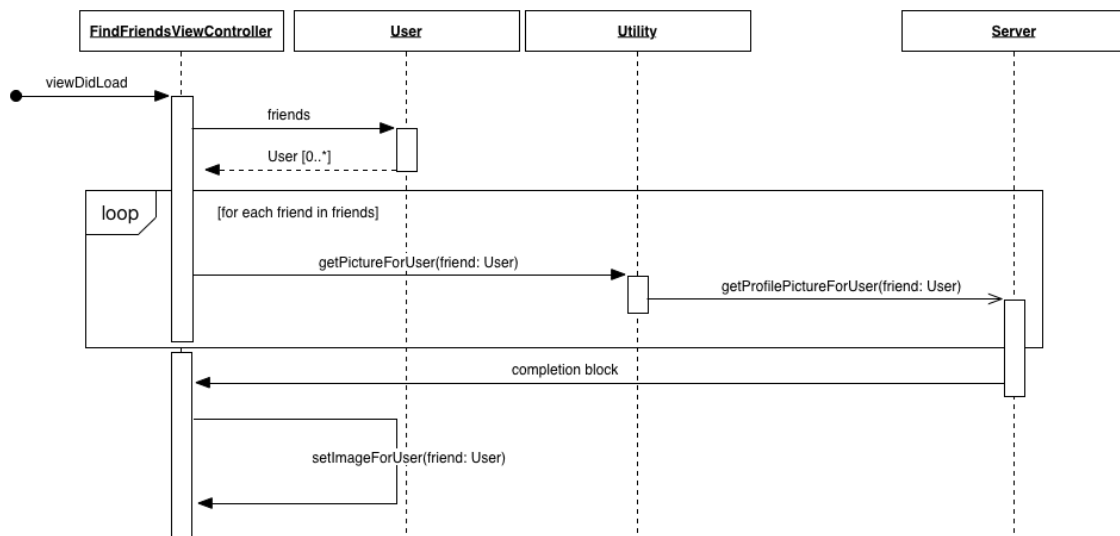 FindFriendsViewController
User
Utility
Server
viewDidLoad
friends
User [0..*]
loop
[for each friend in friends]
getPictureForUser(friend: User)
getProfilePictureForUser(friend: User)
completion block
setImageForUser(friend: User)